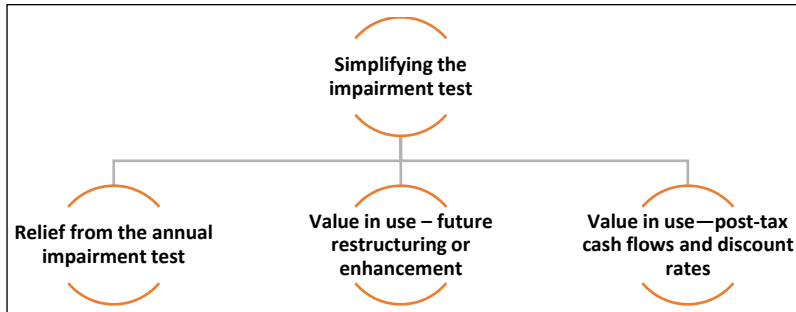 Simplifying the
impairment test
Relief from the annual
impairment test
Value in use – future
restructuring or
enhancement
Value in use—post-tax
cash flows and discount
rates